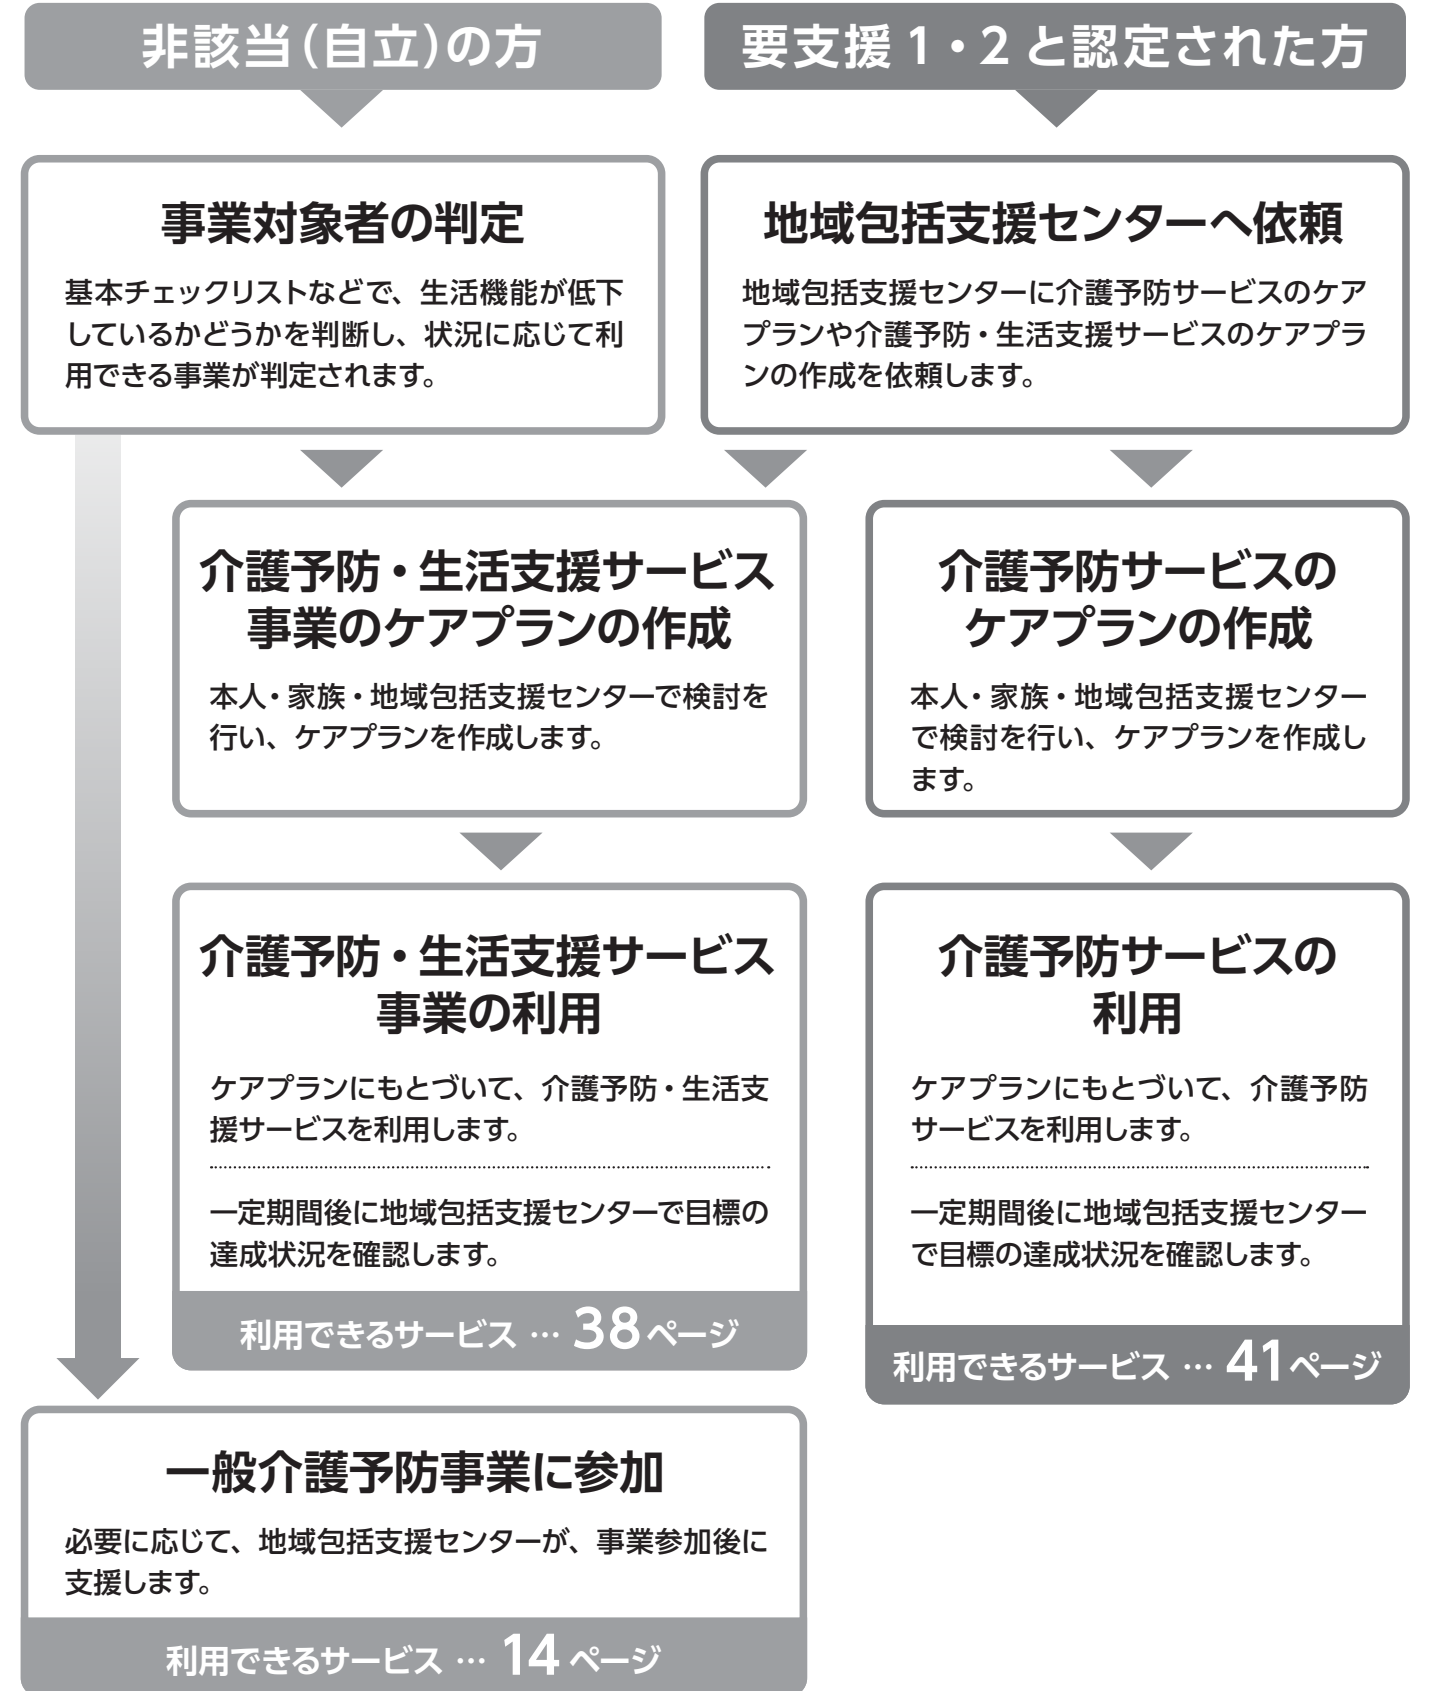 非該当（自立）の方
要支援1・2と認定された方
事業対象者の判定
基本チェックリストなどで、生活機能が低下
しているかどうかを判断し、状況に応じて利
用できる事業が判定されます。
地域包括支援センターへ依頼
地域包括支援センターに介護予防サービスのケア
プランや介護予防・生活支援サービスのケアプラ
ンの作成を依頼します。
介護予防・生活支援サービス
事業のケアプランの作成
本人・家族・地域包括支援センターで検討を
行い、ケアプランを作成します。
介護予防サービスの
ケアプランの作成
本人・家族・地域包括支援センター
で検討を行い、ケアプランを作成し
ます。
介護予防・生活支援サービス
事業の利用
ケアプランにもとづいて、介護予防・生活支
援サービスを利用します。
一定期間後に地域包括支援センターで目標の
達成状況を確認します。
利用できるサービス … 38ページ
介護予防サービスの
利用
ケアプランにもとづいて、介護予防
サービスを利用します。
一定期間後に地域包括支援センター
で目標の達成状況を確認します。
利用できるサービス … 41ページ
一般介護予防事業に参加
必要に応じて、地域包括支援センターが、事業参加後に
支援します。
利用できるサービス … 14ページ